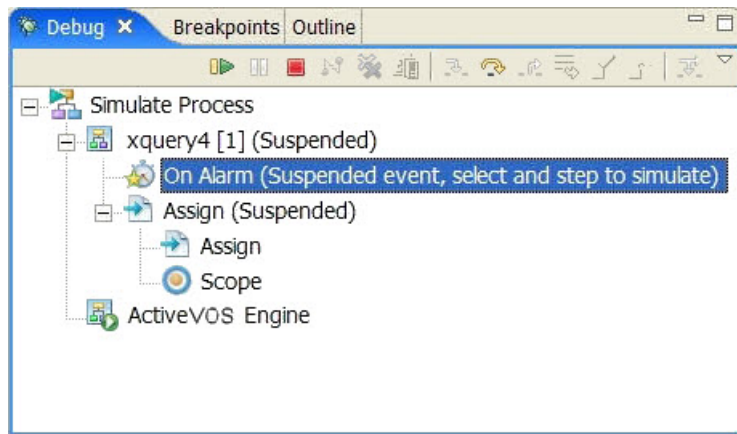 Debug Breakpoints Outline
Simulate Process
xquery4 [1] (Suspended)
On Alarm (Suspended event, select and step to simulate)
Assign (Suspended)
Assign
Scope
ActiveVOS Engine